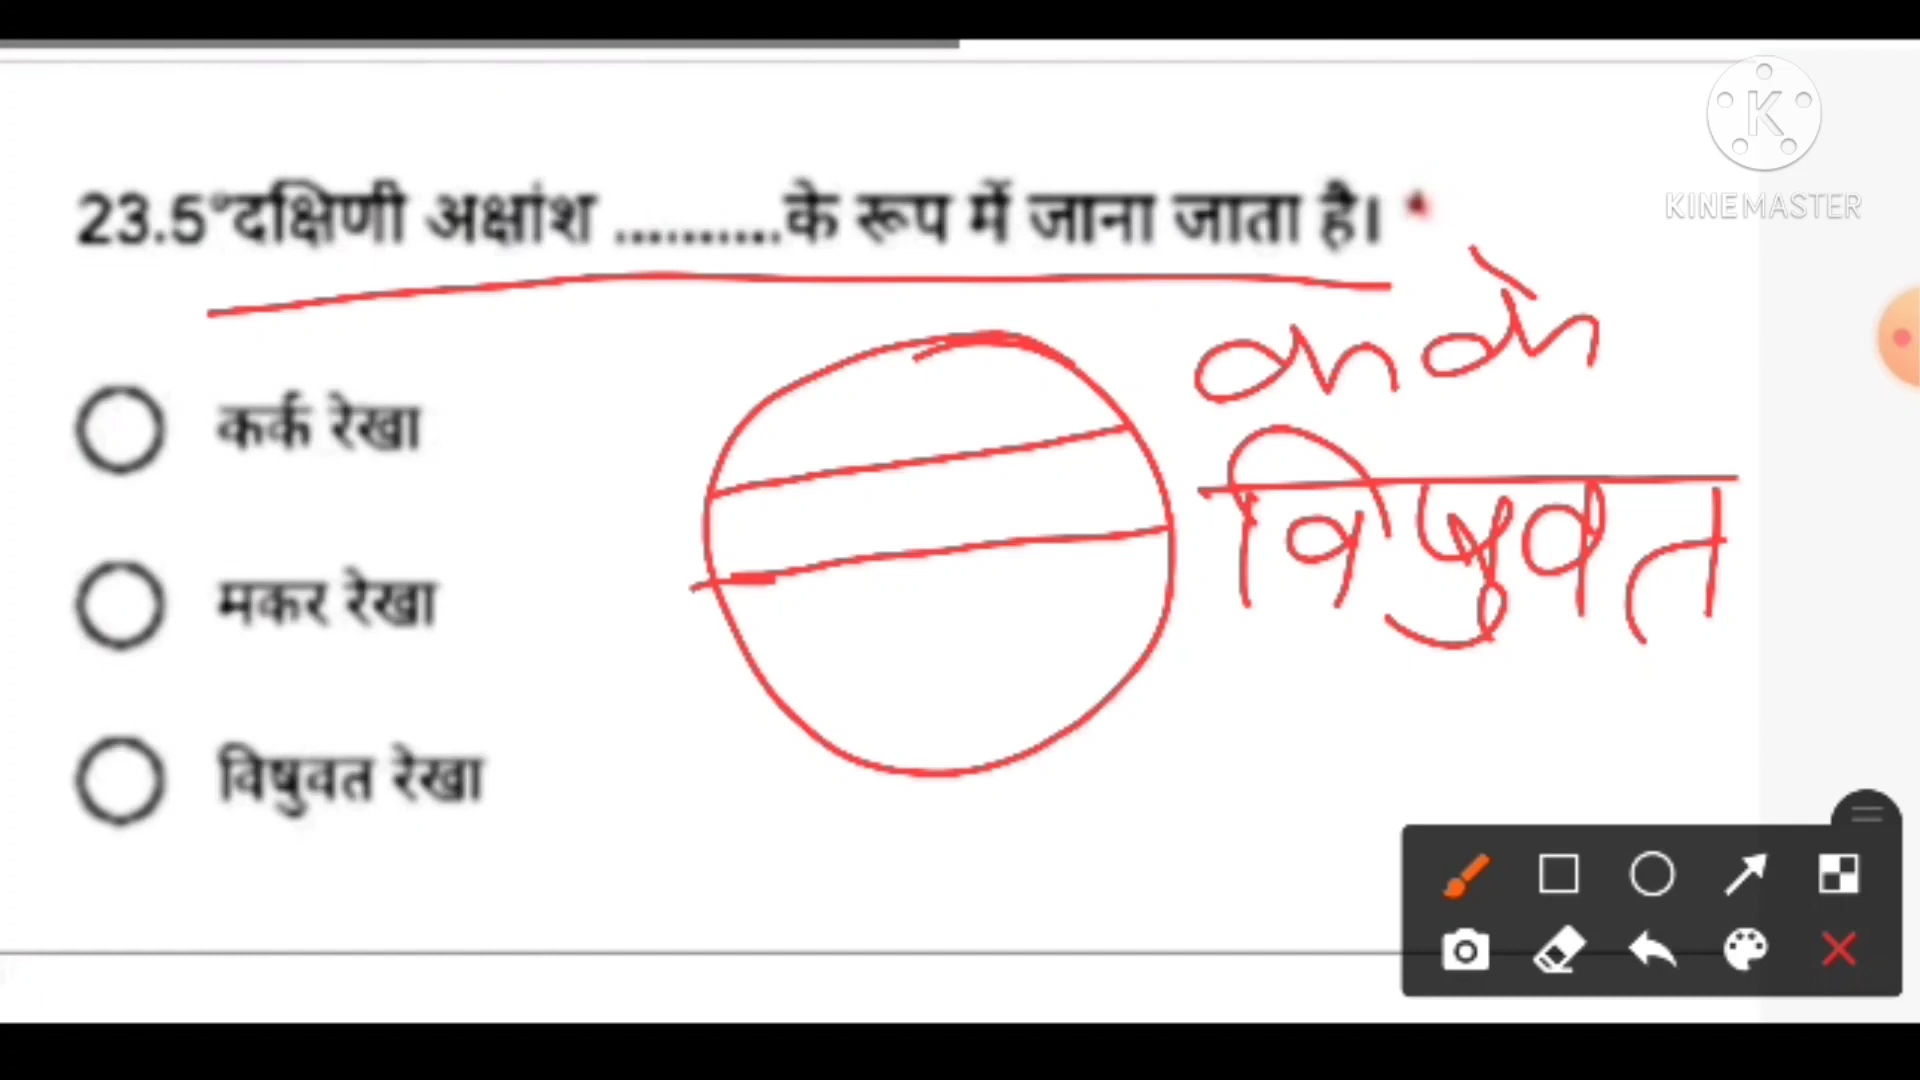 KINEMASTER
23.5°दक्षिणी अक्षांश ..........के रूप में जाना जाता है। *
कर्क
कर्क रेखा
विषुवत
मकर रेखा
विषुवत रेखा